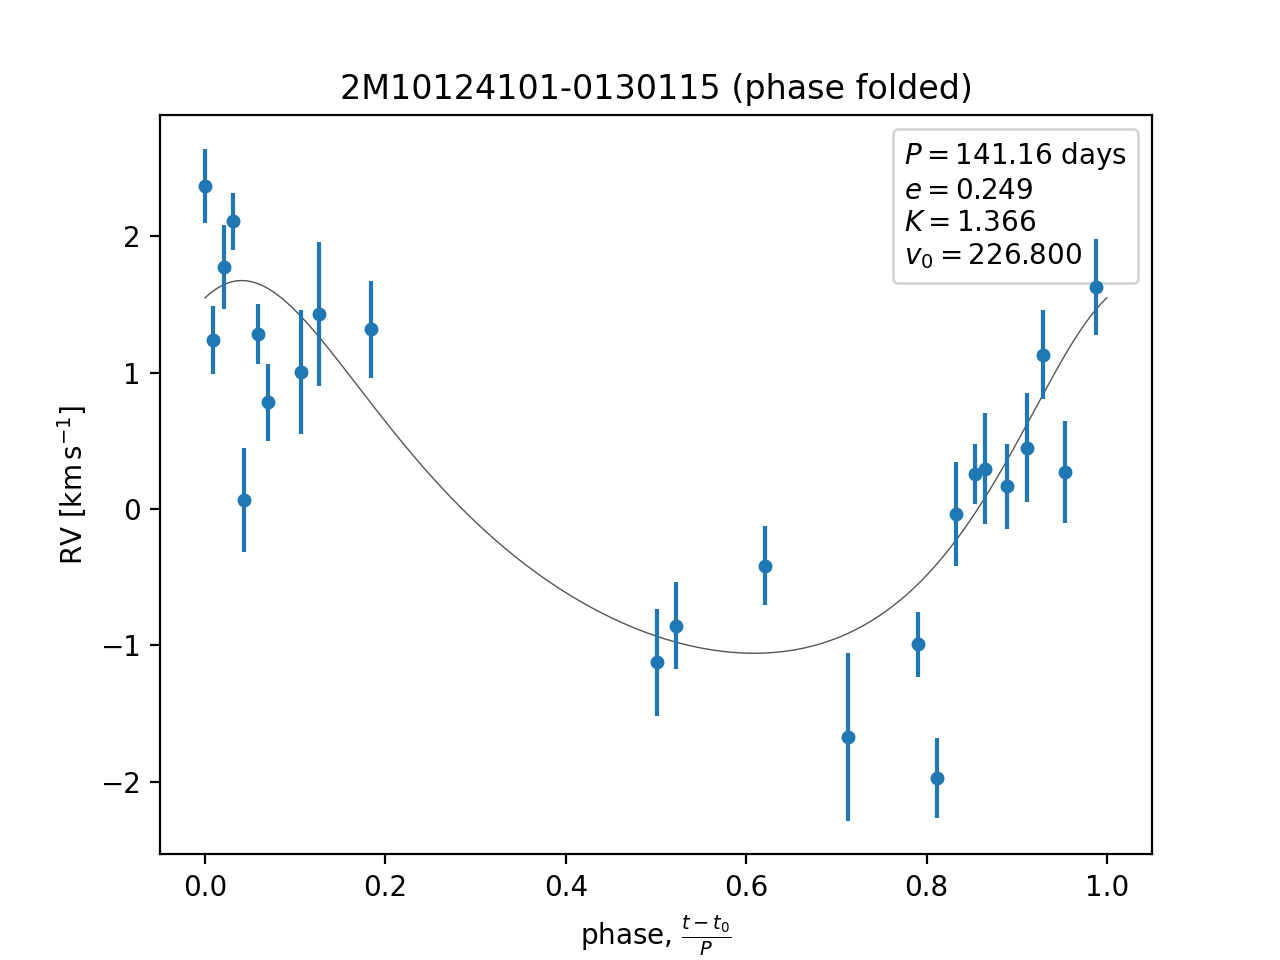 2M10124101-0130115 (phase folded)
P = 141.16 days
e = 0.249
K = 1.366
v₀ = 226.800
2
1
0
−1
−2
RV [km s⁻¹]
0.0 0.2 0.4 0.6 0.8 1.0
phase, (t − t₀)/P